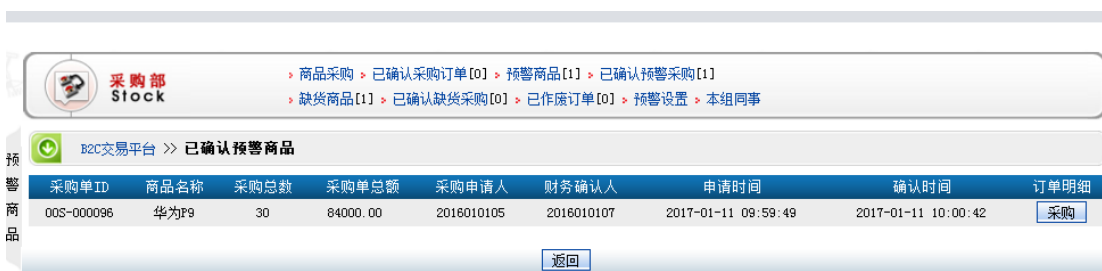 采购部
Stock
商品采购 > 已确认采购订单[0] > 预警商品[1] > 已确认预警采购[1]
缺货商品[1] > 已确认缺货采购[0] > 已作废订单[0] > 预警设置 > 本组同事
预警商品
B2C交易平台 >> 已确认预警商品
采购单ID 商品名称 采购总数 采购单总额 采购申请人 财务确认人 申请时间 确认时间 订单明细
00S-000096 华为P9 30 84000.00 2016010105 2016010107 2017-01-11 09:59:49 2017-01-11 10:00:42 采购
返回